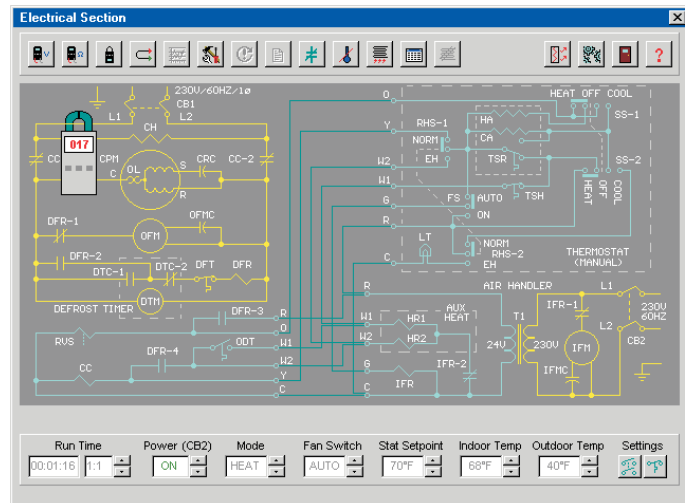 Electrical Section
V
Ω
?
230V/60HZ/1ø
CB1
L1
L2
CH
CC
017
CPM
OL
C
S
R
CRC
CC-2
DFR-1
OFM
OFMC
DFR-2
DTC-1
DTC-2
DFT
DFR
DTM
DEFROST TIMER
RVS
DFR-3
ODT
DFR-4
CC
R
O
W1
W2
Y
C
O
Y
W2
W1
G
R
C
RHS-1
NORM
EH
HA
CA
TSR
TSH
HEAT OFF COOL
SS-1
SS-2
HEAT
OFF
COOL
FS
AUTO
ON
LT
NORM
RHS-2
EH
THERMOSTAT
(MANUAL)
AIR HANDLER
R
W1
W2
G
C
HR1
HR2
AUX
HEAT
IFR
IFR-2
24V
T1
230V
IFR-1
IFM
IFMC
L1
L2
230V
60HZ
CB2
Run Time
Power (CB2)
Mode
Fan Switch
Stat Setpoint
Indoor Temp
Outdoor Temp
Settings
00:01:16
1:1
ON
HEAT
AUTO
70°F
68°F
40°F